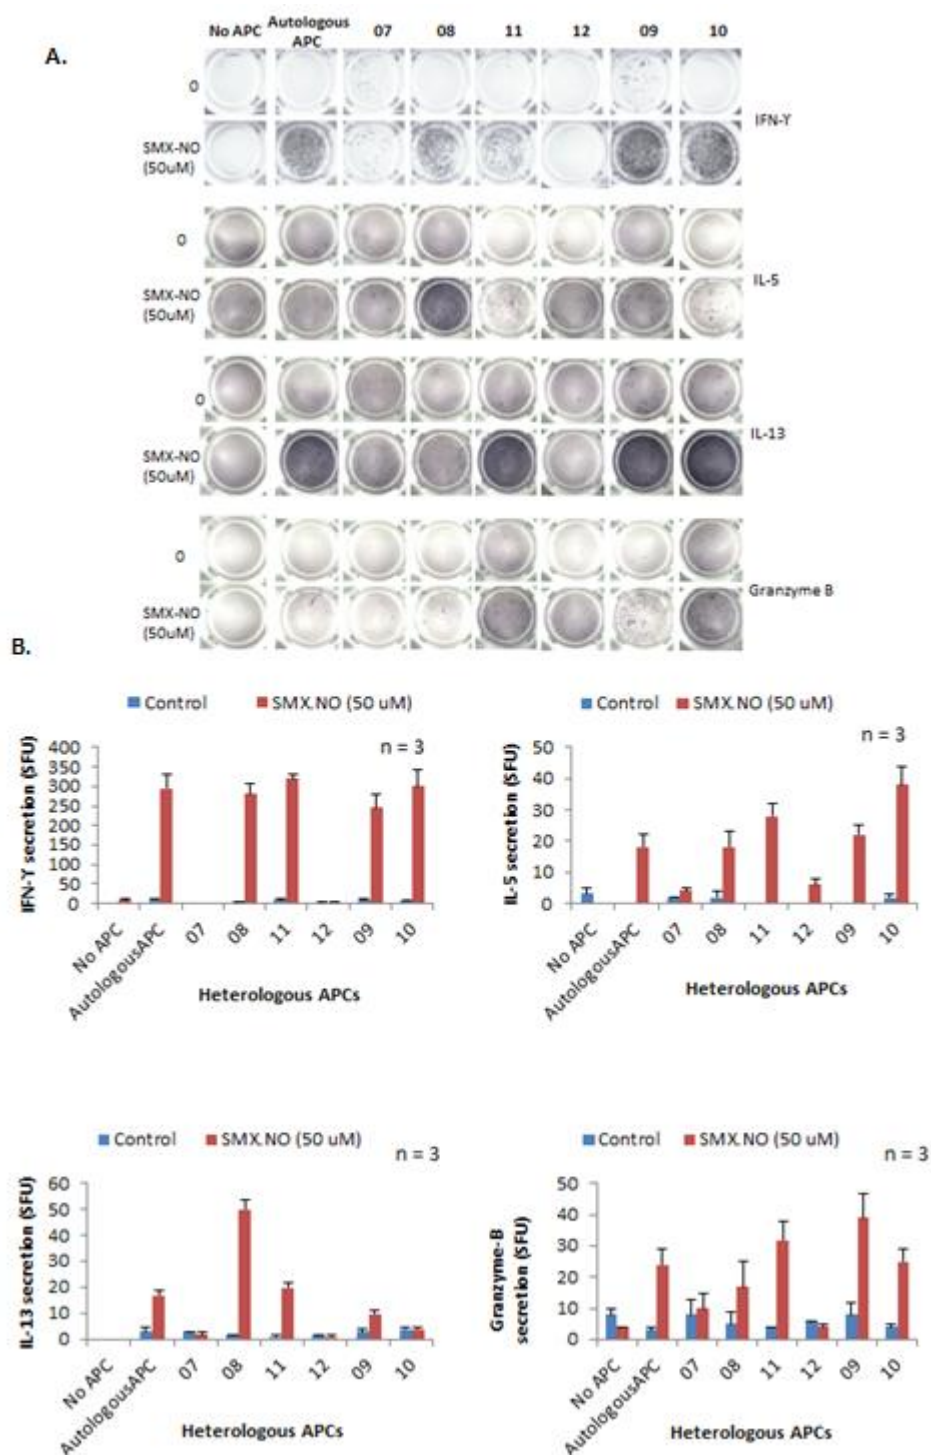 A.
No APC Autologous APC 07 08 11 12 09 10
0
IFN-Y
SMX-NO
(50uM)
0
IL-5
SMX-NO
(50uM)
0
IL-13
SMX-NO
(50uM)
0
Granzyme B
SMX-NO
(50uM)
B.
Control SMX.NO (50 uM)
n = 3
IFN-Y secretion (SFU)
400
350
300
250
200
150
100
50
0
No APC AutologousAPC 07 08 11 12 09 10
Heterologous APCs
Control SMX.NO (50 uM)
n = 3
IL-5 secretion (SFU)
50
40
30
20
10
0
No APC AutologousAPC 07 08 11 12 09 10
Heterologous APCs
Control SMX.NO (50 uM)
n = 3
IL-13 secretion (SFU)
60
50
40
30
20
10
0
No APC AutologousAPC 07 08 11 12 09 10
Heterologous APCs
Control SMX.NO (50 uM)
n = 3
Granzyme-B
secretion (SFU)
50
40
30
20
10
0
No APC AutologousAPC 07 08 11 12 09 10
Heterologous APCs